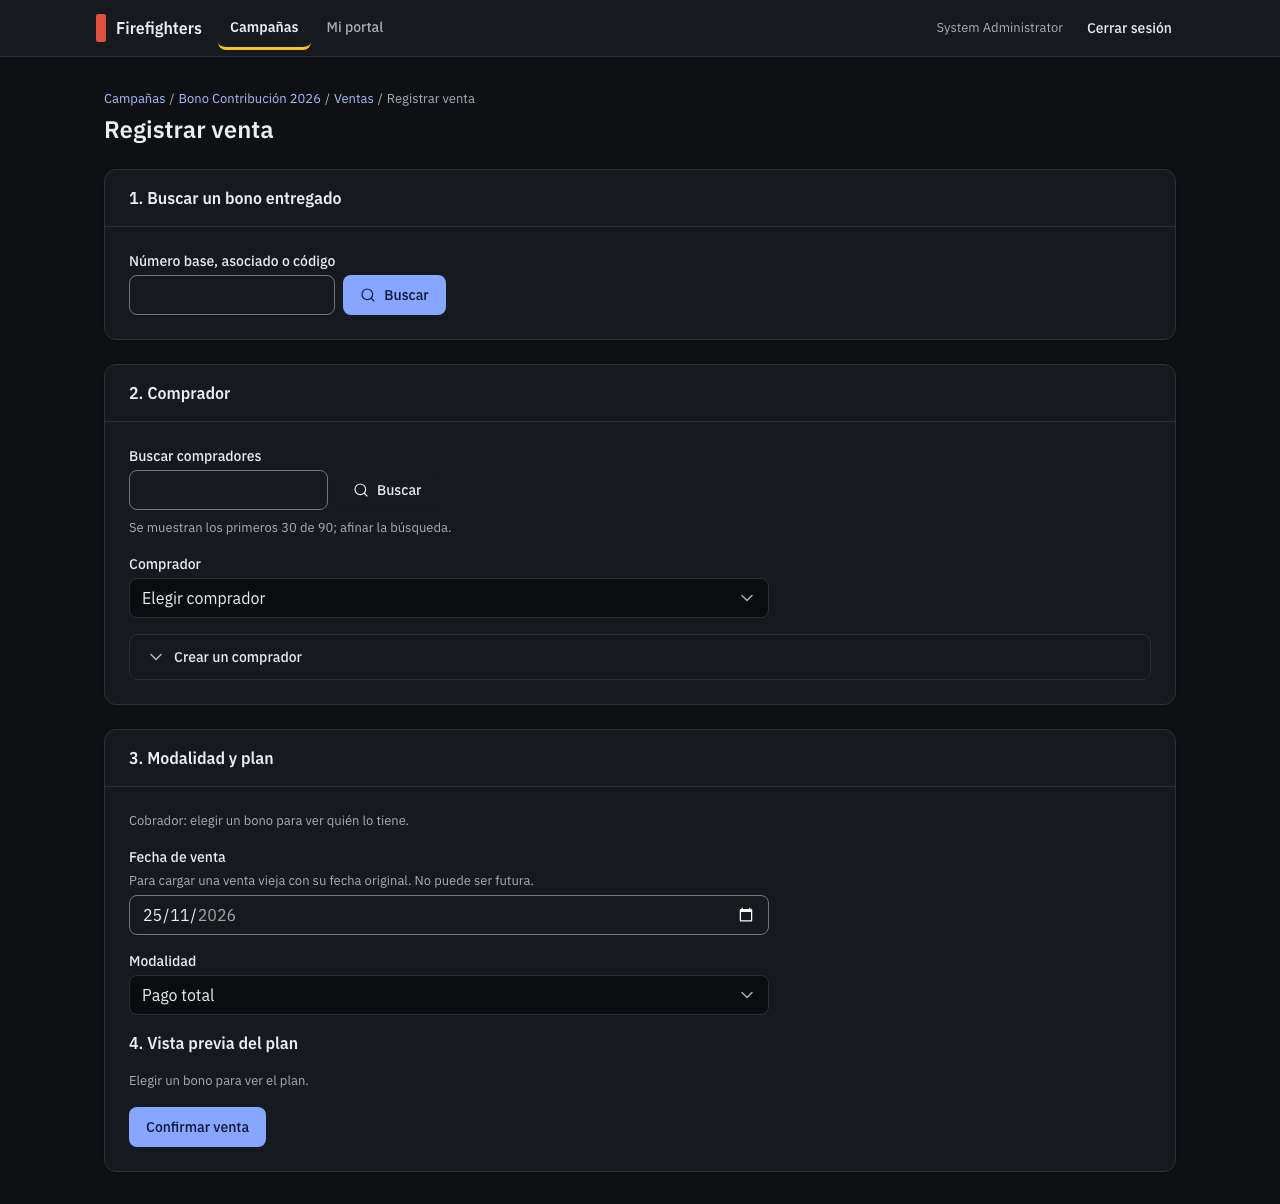 Firefighters Campañas Mi portal System Administrator Cerrar sesión
Campañas / Bono Contribución 2026 / Ventas / Registrar venta
Registrar venta
1. Buscar un bono entregado
Número base, asociado o código
Buscar
2. Comprador
Buscar compradores
Buscar
Se muestran los primeros 30 de 90; afinar la búsqueda.
Comprador
Elegir comprador
Crear un comprador
3. Modalidad y plan
Cobrador: elegir un bono para ver quién lo tiene.
Fecha de venta
Para cargar una venta vieja con su fecha original. No puede ser futura.
25/11/2026
Modalidad
Pago total
4. Vista previa del plan
Elegir un bono para ver el plan.
Confirmar venta